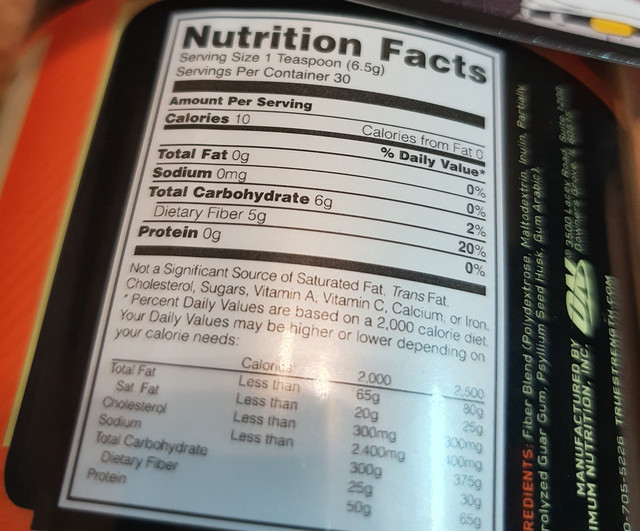 Nutrition Facts
Serving Size 1 Teaspoon (6.5g)
Servings Per Container 30
Amount Per Serving
Calories 10 Calories from Fat 0
% Daily Value*
Total Fat 0g 0%
Sodium 0mg 0%
Total Carbohydrate 6g 2%
Dietary Fiber 5g 20%
Protein 0g 0%
Not a Significant Source of Saturated Fat, Trans Fat,
Cholesterol, Sugars, Vitamin A, Vitamin C, Calcium, or Iron.
*Percent Daily Values are based on a 2,000 calorie diet.
Your Daily Values may be higher or lower depending on
your calorie needs:
Calories 2,000 2,500
Total Fat Less than 65g 80g
Sat. Fat Less than 20g 25g
Cholesterol Less than 300mg 300mg
Sodium Less than 2,400mg
Total Carbohydrate 300g 375g
Dietary Fiber 25g 30g
Protein 50g 65g
REDIENTS: Fiber Blend (Polydextrose, Maltodextrin, Inulin, Partially
olyzed Guar Gum, Psyllium Seed Husk, Gum Arabic)
MANUFACTURED BY
MUM NUTRITION, INC.
ON
3500 Lacey Road
-705-5226 TRUESTRENGTH.COM